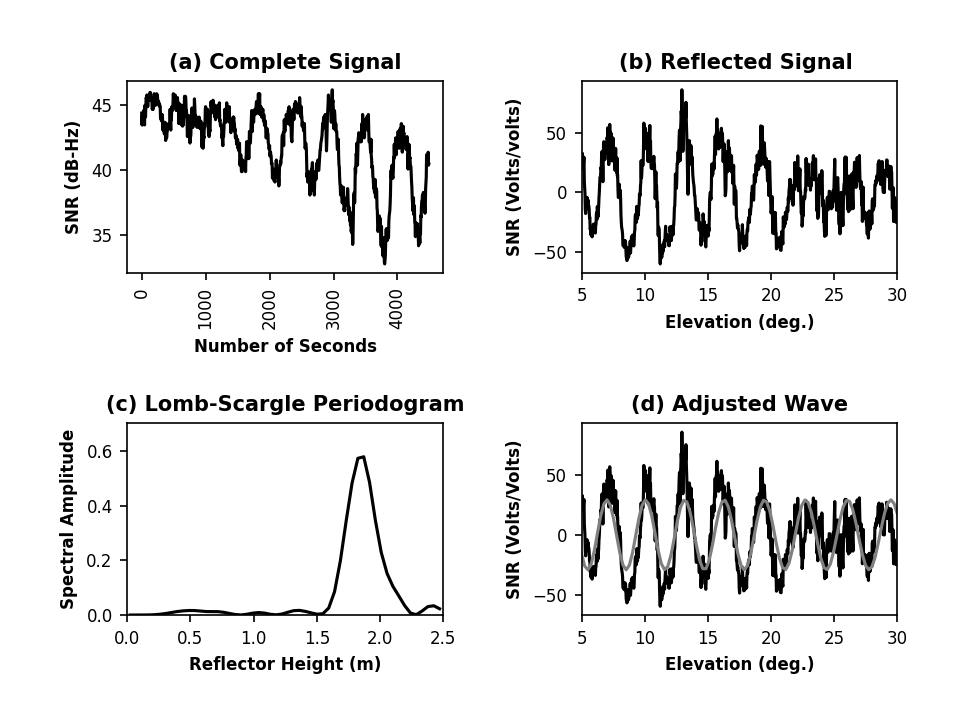 (a) Complete Signal
SNR (dB-Hz)
45
40
35
0
1000
2000
3000
4000
Number of Seconds
(b) Reflected Signal
SNR (Volts/volts)
50
0
−50
5 10 15 20 25 30
Elevation (deg.)
(c) Lomb-Scargle Periodogram
Spectral Amplitude
0.6
0.4
0.2
0.0
0.0 0.5 1.0 1.5 2.0 2.5
Reflector Height (m)
(d) Adjusted Wave
SNR (Volts/Volts)
50
0
−50
5 10 15 20 25 30
Elevation (deg.)